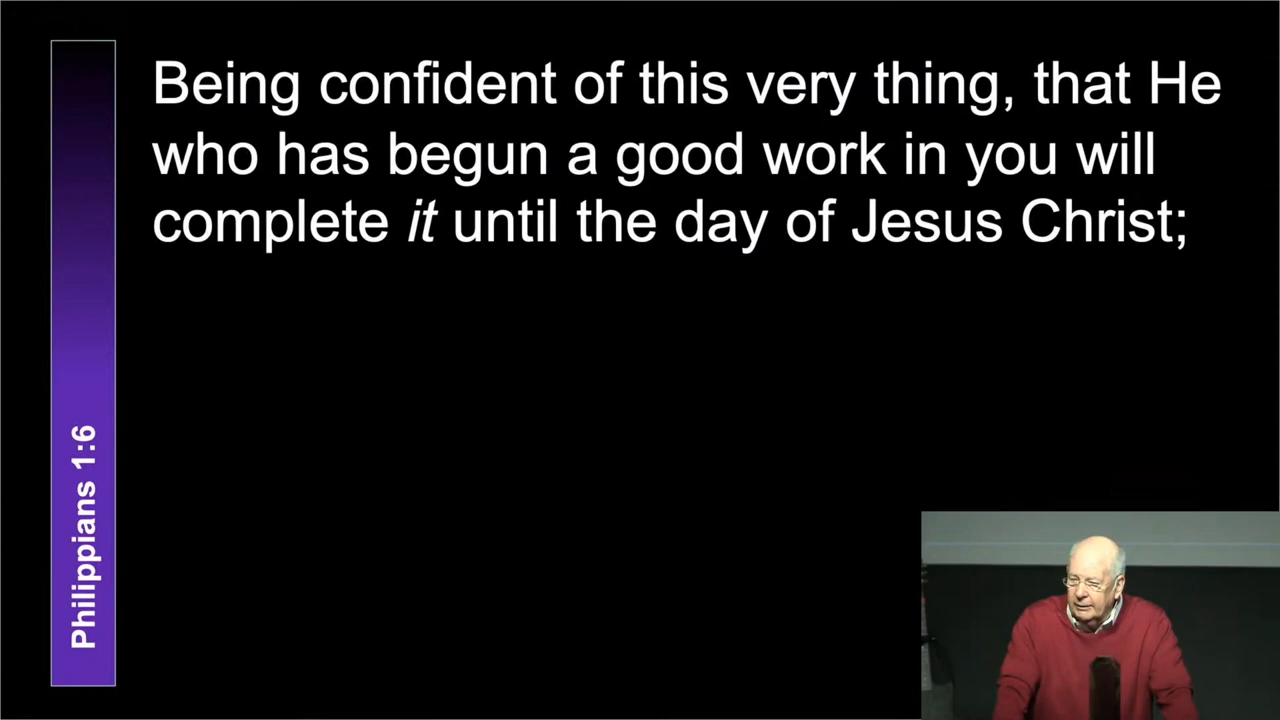 Being confident of this very thing, that He
who has begun a good work in you will
complete it until the day of Jesus Christ;
Philippians 1:6